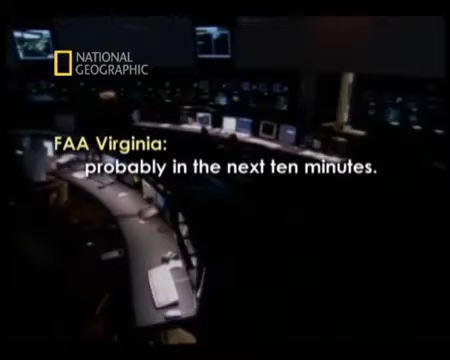 NATIONAL
GEOGRAPHIC
FAA Virginia:
probably in the next ten minutes.